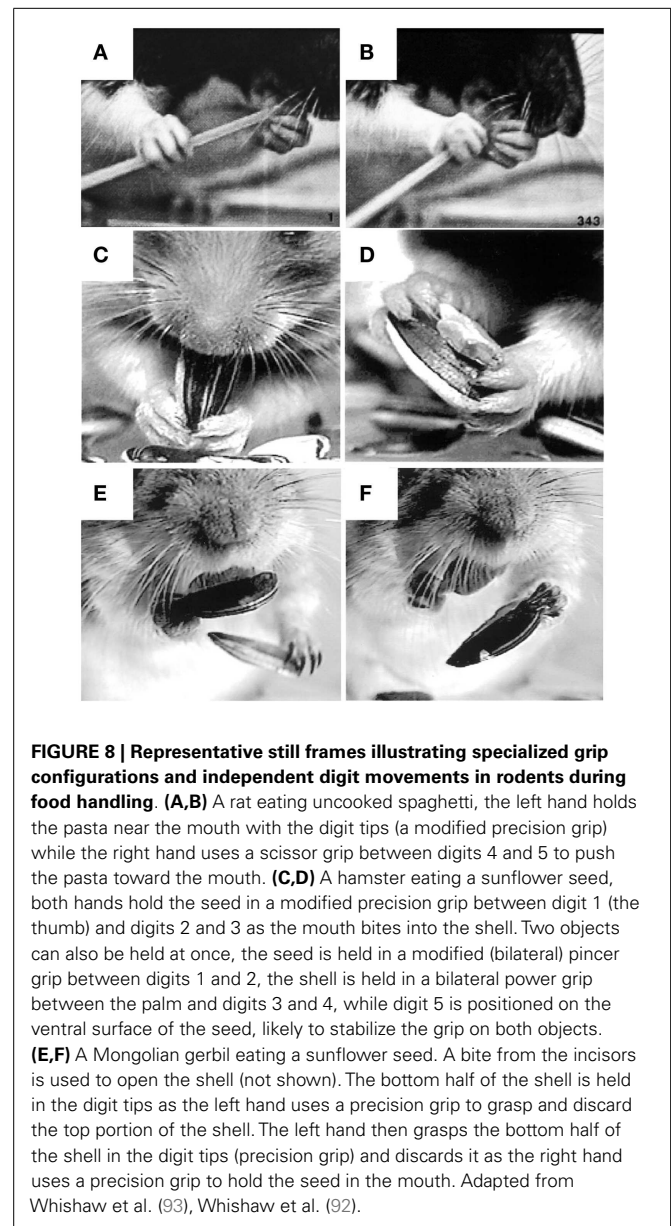 A
B
1
343
C
D
E
F
FIGURE 8 | Representative still frames illustrating specialized grip
configurations and independent digit movements in rodents during
food handling. (A,B) A rat eating uncooked spaghetti, the left hand holds
the pasta near the mouth with the digit tips (a modified precision grip)
while the right hand uses a scissor grip between digits 4 and 5 to push
the pasta toward the mouth. (C,D) A hamster eating a sunflower seed,
both hands hold the seed in a modified precision grip between digit 1 (the
thumb) and digits 2 and 3 as the mouth bites into the shell. Two objects
can also be held at once, the seed is held in a modified (bilateral) pincer
grip between digits 1 and 2, the shell is held in a bilateral power grip
between the palm and digits 3 and 4, while digit 5 is positioned on the
ventral surface of the seed, likely to stabilize the grip on both objects.
(E,F) A Mongolian gerbil eating a sunflower seed. A bite from the incisors
is used to open the shell (not shown). The bottom half of the shell is held
in the digit tips as the left hand uses a precision grip to grasp and discard
the top portion of the shell. The left hand then grasps the bottom half of
the shell in the digit tips (precision grip) and discards it as the right hand
uses a precision grip to hold the seed in the mouth. Adapted from
Whishaw et al. (93), Whishaw et al. (92).